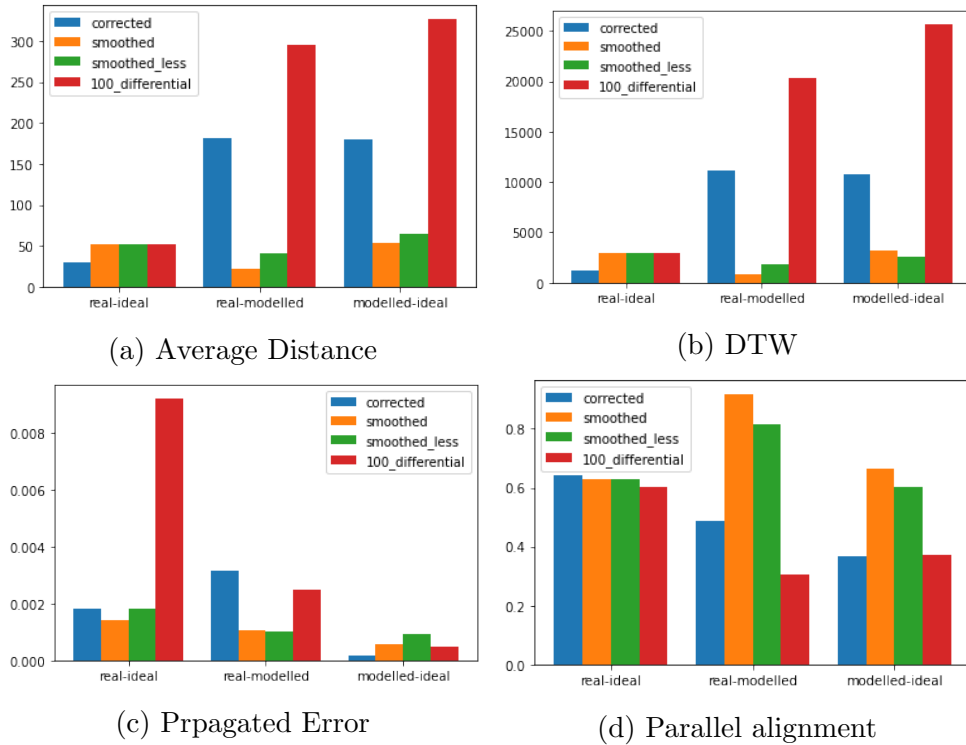 corrected
smoothed
smoothed_less
100_differential
300
250
200
150
100
50
0
real-ideal real-modelled modelled-ideal
(a) Average Distance
corrected
smoothed
smoothed_less
100_differential
25000
20000
15000
10000
5000
0
real-ideal real-modelled modelled-ideal
(b) DTW
corrected
smoothed
smoothed_less
100_differential
0.008
0.006
0.004
0.002
0.000
real-ideal real-modelled modelled-ideal
(c) Prpagated Error
corrected
smoothed
smoothed_less
100_differential
0.8
0.6
0.4
0.2
0.0
real-ideal real-modelled modelled-ideal
(d) Parallel alignment